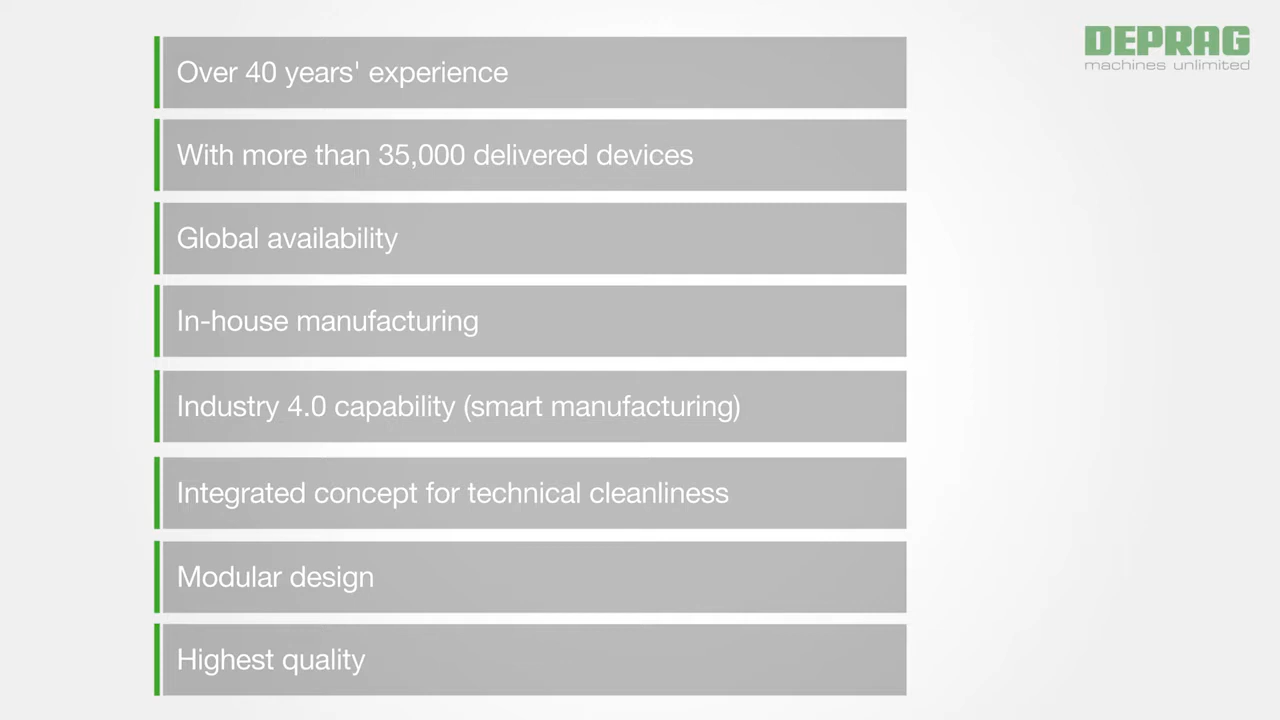 DEPRAG
machines unlimited
Over 40 years' experience
With more than 35,000 delivered devices
Global availability
In-house manufacturing
Industry 4.0 capability (smart manufacturing)
Integrated concept for technical cleanliness
Modular design
Highest quality